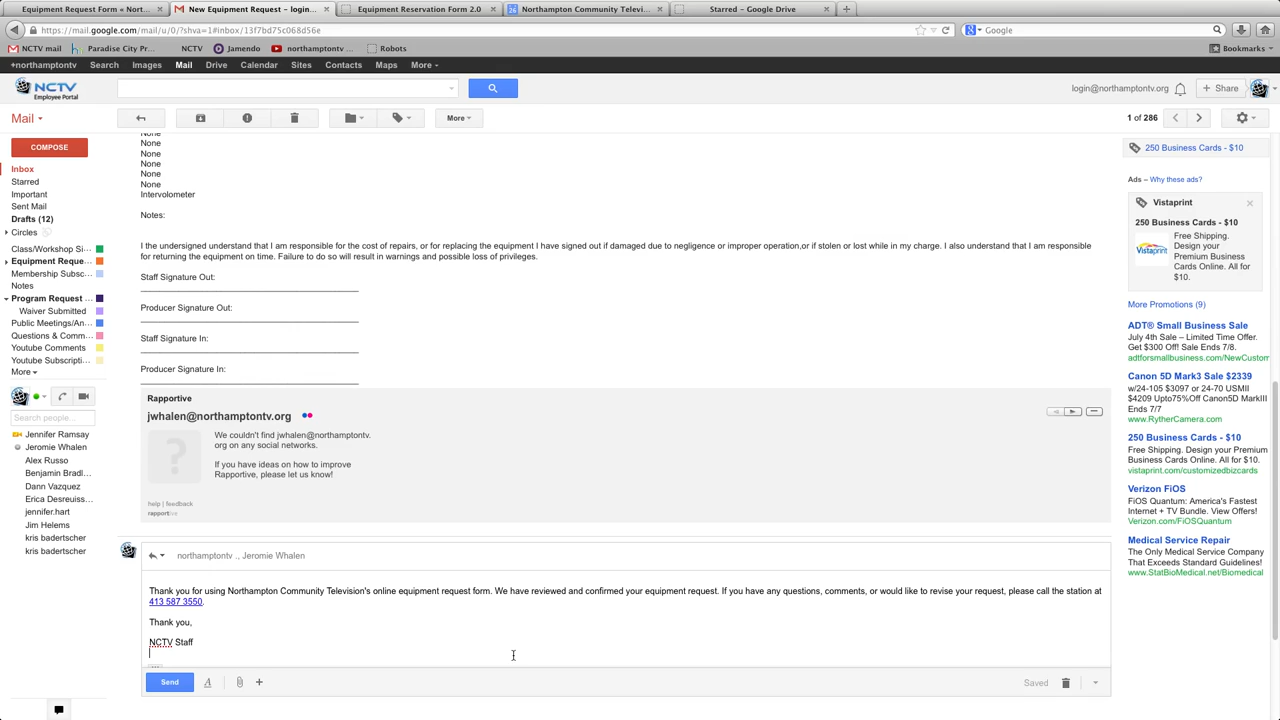 Equipment Request Form « Nort...
New Equipment Request – login...
Equipment Reservation Form 2.0
Northampton Community Televi...
Starred – Google Drive
https://mail.google.com/mail/u/0/?shva=1#inbox/13f7bd75c068d56e
Google
NCTV mail
Paradise City Pr...
NCTV
Jamendo
northamptontv ...
Robots
Bookmarks
+northamptontv Search Images Mail Drive Calendar Sites Contacts Maps More
NCTV
Employee Portal
login@northamptontv.org
+ Share
Mail
More
1 of 286
COMPOSE
Inbox
Starred
Important
Sent Mail
Drafts (12)
Circles
Class/Workshop Si...
Equipment Reque...
Membership Subsc...
Notes
Program Request ...
Waiver Submitted
Public Meetings/An...
Questions & Comm...
Youtube Comments
Youtube Subscripti...
More
Search people...
Jennifer Ramsay
Jeromie Whalen
Alex Russo
Benjamin Bradl...
Dann Vazquez
Erica Desreuiss...
jennifer.hart
Jim Helems
kris badertscher
kris badertscher
None
None
None
None
None
None
Intervolometer
Notes:
I the undersigned understand that I am responsible for the cost of repairs, or for replacing the equipment I have signed out if damaged due to negligence or improper operation,or if stolen or lost while in my charge. I also understand that I am responsible
for returning the equipment on time. Failure to do so will result in warnings and possible loss of privileges.
Staff Signature Out:
Producer Signature Out:
Staff Signature In:
Producer Signature In:
Rapportive
jwhalen@northamptontv.org
We couldn't find jwhalen@northamptontv.
org on any social networks.
If you have ideas on how to improve
Rapportive, please let us know!
?
help | feedback
rapportive
northamptontv ., Jeromie Whalen
Thank you for using Northampton Community Television's online equipment request form. We have reviewed and confirmed your equipment request. If you have any questions, comments, or would like to revise your request, please call the station at
413 587 3550.
Thank you,
NCTV Staff
Send
Saved
250 Business Cards - $10
Ads – Why these ads?
Vistaprint
250 Business Cards - $10
Free Shipping.
Design your
Premium Business
Cards Online. All for
$10.
Vistaprint
More Promotions (9)
ADT® Small Business Sale
July 4th Sale – Limited Time Offer.
Get $300 Off! Sale Ends 7/8.
adtforsmallbusiness.com/NewCustom
Canon 5D Mark3 Sale $2339
w/24-105 $3097 or 24-70 USMII
$4209 Upto75%Off Canon5D MarkIII
Ends 7/7
www.RytherCamera.com
250 Business Cards - $10
Free Shipping. Design your Premium
Business Cards Online. All for $10.
vistaprint.com/customizedbizcards
Verizon FiOS
FiOS Quantum: America's Fastest
Internet + TV Bundle. View Offers!
Verizon.com/FiOSQuantum
Medical Service Repair
The Only Medical Service Company
That Exceeds Standard Guidelines!
www.StatBioMedical.net/Biomedical